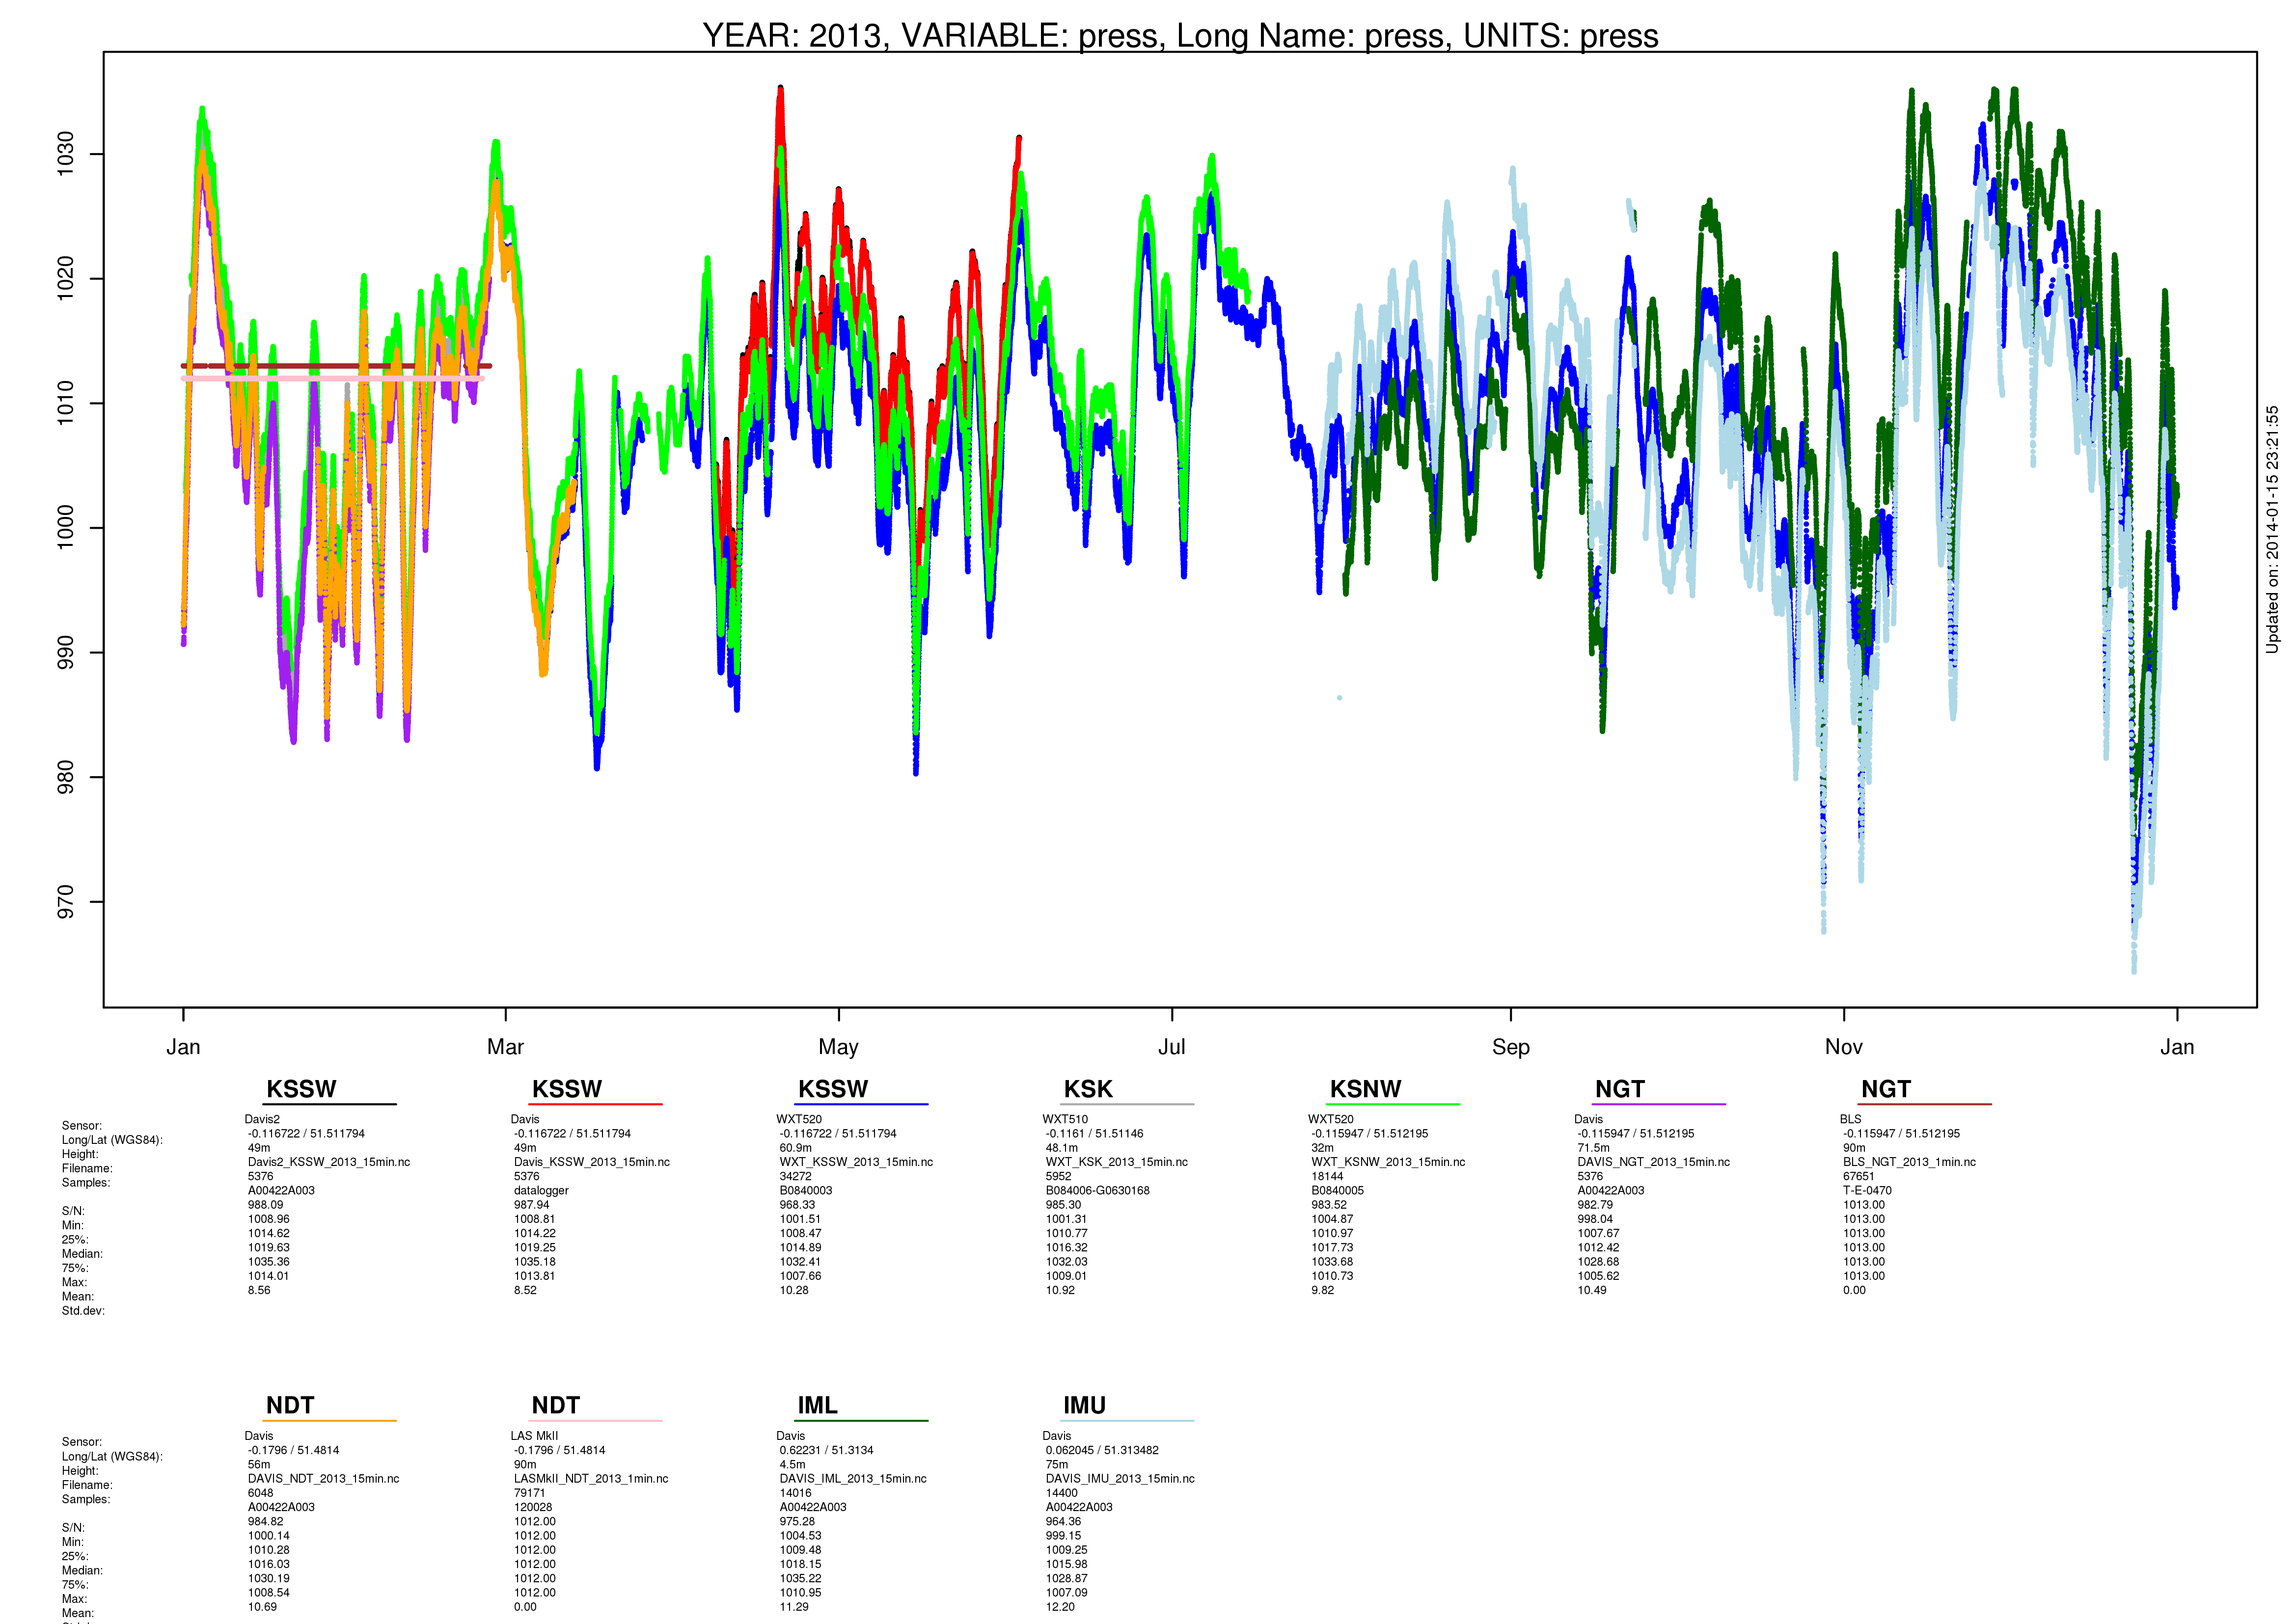 YEAR: 2013, VARIABLE: press, Long Name: press, UNITS: press
1030
1020
1010
1000
990
980
970
Updated on: 2014-01-15 23:21:55
Jan Mar May Jul Sep Nov Jan
KSSW KSSW KSSW KSK KSNW NGT NGT
Sensor: Davis2 Davis WXT520 WXT510 WXT520 Davis BLS
Long/Lat (WGS84): -0.116722 / 51.511794 -0.116722 / 51.511794 -0.116722 / 51.511794 -0.1161 / 51.51146 -0.115947 / 51.512195 -0.115947 / 51.512195 -0.115947 / 51.512195
Height: 49m 49m 60.9m 48.1m 32m 71.5m 90m
Filename: Davis2_KSSW_2013_15min.nc Davis_KSSW_2013_15min.nc WXT_KSSW_2013_15min.nc WXT_KSK_2013_15min.nc WXT_KSNW_2013_15min.nc DAVIS_NGT_2013_15min.nc BLS_NGT_2013_1min.nc
Samples: 5376 5376 34272 5952 18144 5376 67651
A00422A003 datalogger B0840003 B084006-G0630168 B0840005 A00422A003 T-E-0470
S/N: 988.09 987.94 968.33 985.30 983.52 982.79 1013.00
Min: 1008.96 1008.81 1001.51 1001.31 1004.87 998.04 1013.00
25%: 1014.62 1014.22 1008.47 1010.77 1010.97 1007.67 1013.00
Median: 1019.63 1019.25 1014.89 1016.32 1017.73 1012.42 1013.00
75%: 1035.36 1035.18 1032.41 1032.03 1033.68 1028.68 1013.00
Max: 1014.01 1013.81 1007.66 1009.01 1010.73 1005.62 1013.00
Mean: 8.56 8.52 10.28 10.92 9.82 10.49 0.00
Std.dev:
NDT NDT IML IMU
Sensor: Davis LAS MkII Davis Davis
Long/Lat (WGS84): -0.1796 / 51.4814 -0.1796 / 51.4814 0.62231 / 51.3134 0.062045 / 51.313482
Height: 56m 90m 4.5m 75m
Filename: DAVIS_NDT_2013_15min.nc LASMkII_NDT_2013_1min.nc DAVIS_IML_2013_15min.nc DAVIS_IMU_2013_15min.nc
Samples: 6048 79171 14016 14400
A00422A003 120028 A00422A003 A00422A003
S/N: 984.82 1012.00 975.28 964.36
Min: 1000.14 1012.00 1004.53 999.15
25%: 1010.28 1012.00 1009.48 1009.25
Median: 1016.03 1012.00 1018.15 1015.98
75%: 1030.19 1012.00 1035.22 1028.87
Max: 1008.54 1012.00 1010.95 1007.09
Mean: 10.69 0.00 11.29 12.20